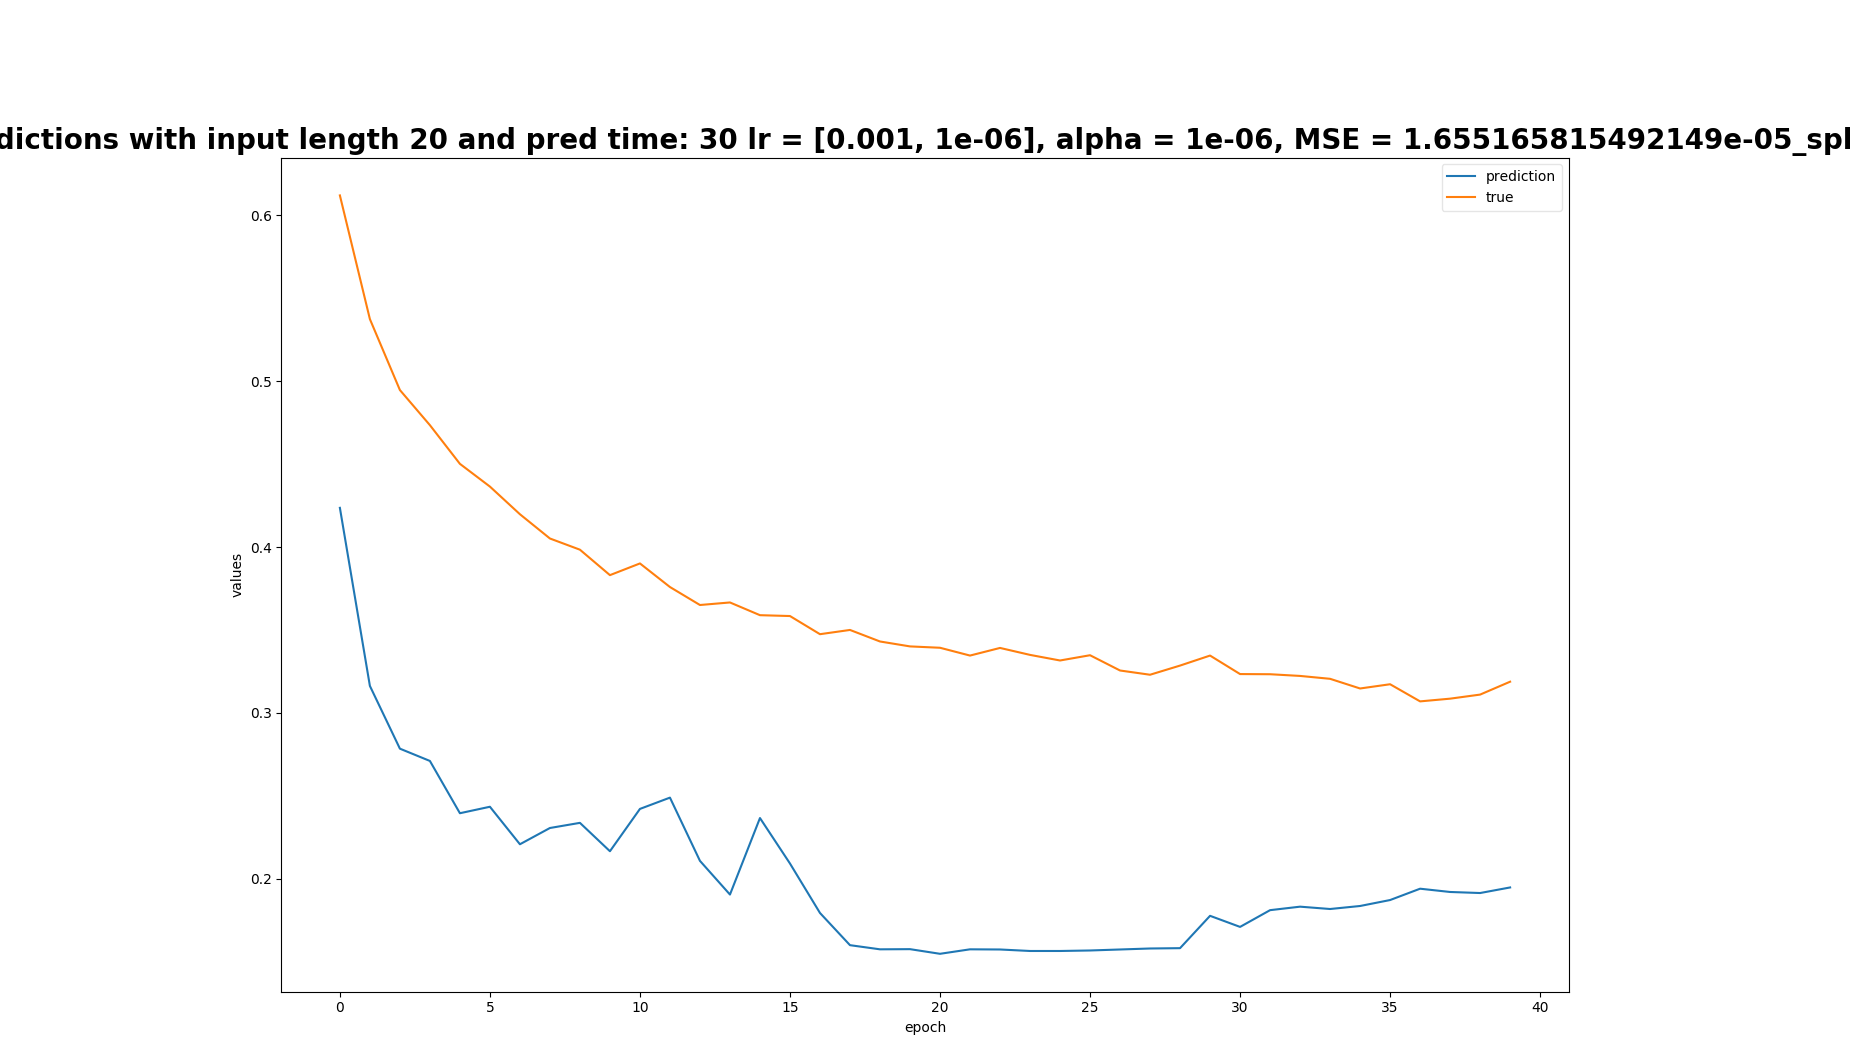 dictions with input length 20 and pred time: 30 lr = [0.001, 1e-06], alpha = 1e-06, MSE = 1.655165815492149e-05_spl
prediction
true
0.6
0.5
0.4
0.3
0.2
values
0 5 10 15 20 25 30 35 40
epoch